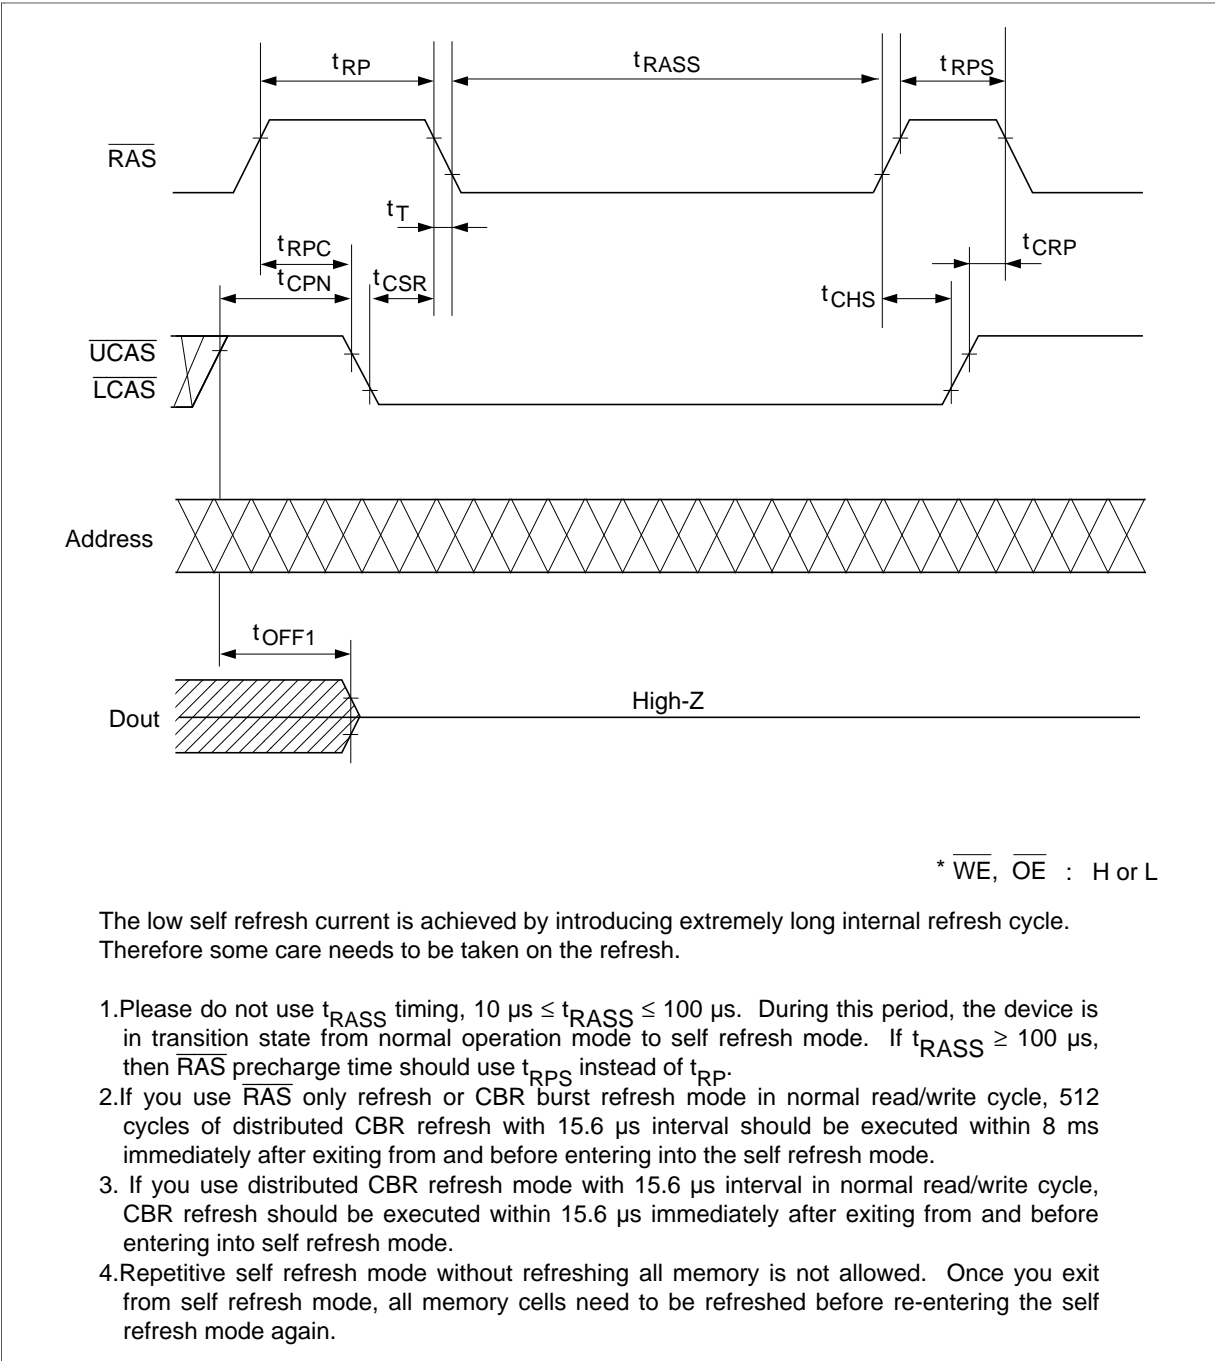 tRP
tRASS
tRPS
RAS
tT
tRPC
tCRP
tCPN
tCSR
tCHS
UCAS
LCAS
Address
tOFF1
High-Z
Dout
* WE, OE : H or L
The low self refresh current is achieved by introducing extremely long internal refresh cycle.
Therefore some care needs to be taken on the refresh.
1.Please do not use tRASS timing, 10 µs ≤ tRASS ≤ 100 µs. During this period, the device is
in transition state from normal operation mode to self refresh mode. If tRASS ≥ 100 µs,
then RAS precharge time should use tRPS instead of tRP.
2.If you use RAS only refresh or CBR burst refresh mode in normal read/write cycle, 512
cycles of distributed CBR refresh with 15.6 µs interval should be executed within 8 ms
immediately after exiting from and before entering into the self refresh mode.
3. If you use distributed CBR refresh mode with 15.6 µs interval in normal read/write cycle,
CBR refresh should be executed within 15.6 µs immediately after exiting from and before
entering into self refresh mode.
4.Repetitive self refresh mode without refreshing all memory is not allowed. Once you exit
from self refresh mode, all memory cells need to be refreshed before re-entering the self
refresh mode again.